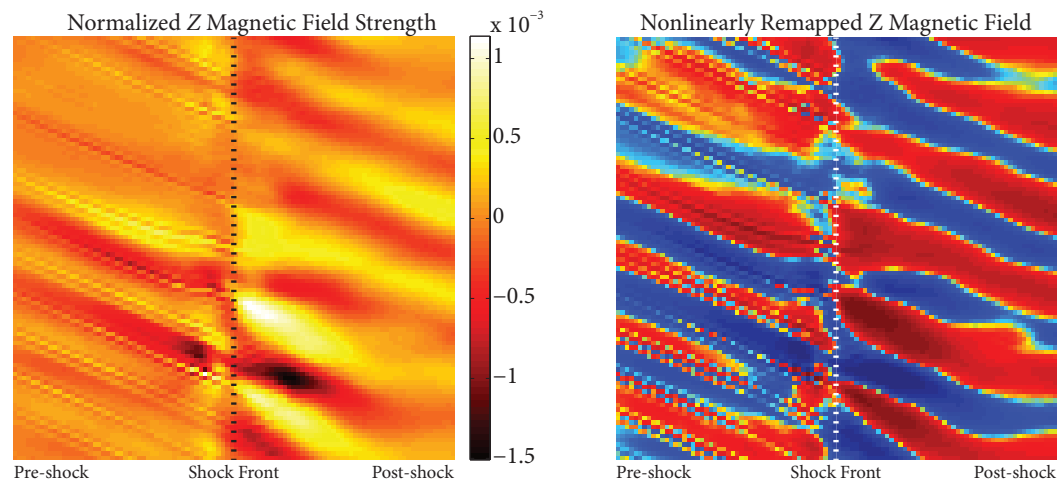 Normalized Z Magnetic Field Strength
x 10⁻³
1
0.5
0
−0.5
−1
−1.5
Pre-shock Shock Front Post-shock
Nonlinearly Remapped Z Magnetic Field
Pre-shock Shock Front Post-shock